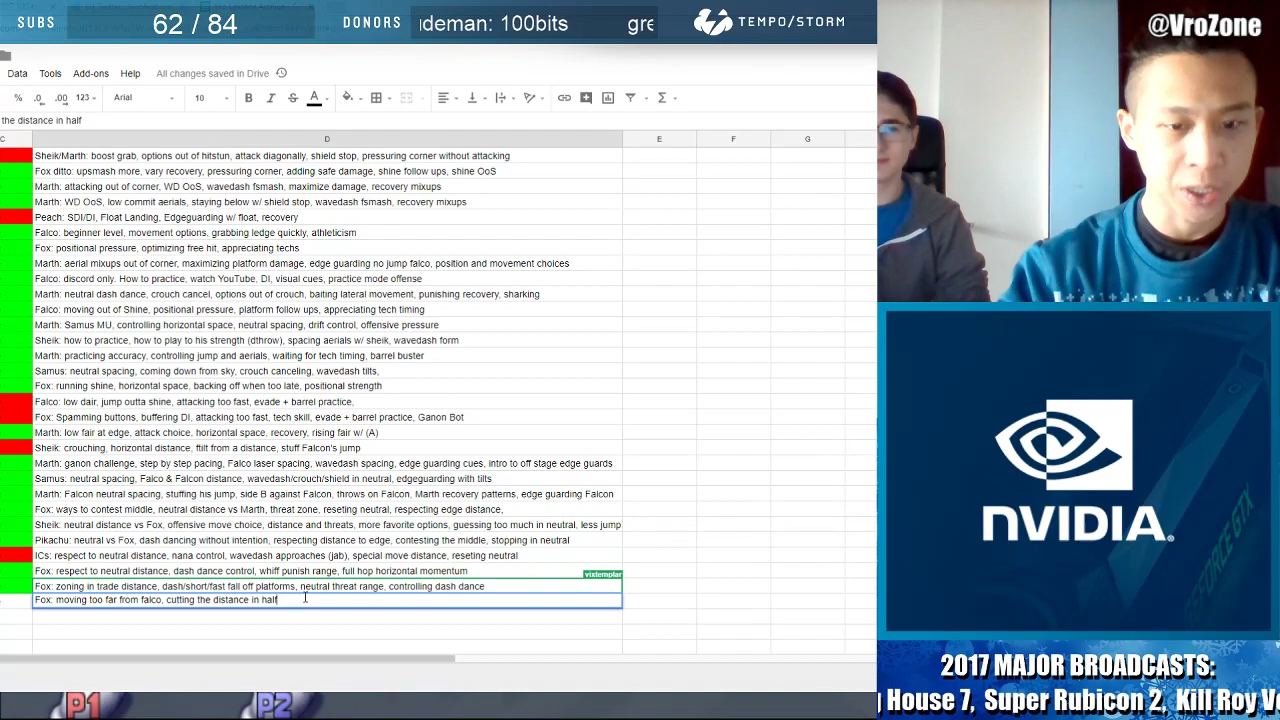 SUBS 62 / 84 DONORS ideman: 100bits gre TEMPO/STORM
@VroZone
Data Tools Add-ons Help All changes saved in Drive
% .0 .00 123 Arial 10 B I S A
the distance in half
C D E F G
Sheik/Marth: boost grab, options out of hitstun, attack diagonally, shield stop, pressuring corner without attacking
Fox ditto: upsmash more, vary recovery, pressuring corner, adding safe damage, shine follow ups, shine OoS
Marth: attacking out of corner, WD OoS, wavedash fsmash, maximize damage, recovery mixups
Marth: WD OoS, low commit aerials, staying below w/ shield stop, wavedash fsmash, recovery mixups
Peach: SDI/DI, Float Landing, Edgeguarding w/ float, recovery
Falco: beginner level, movement options, grabbing ledge quickly, athleticism
Fox: positional pressure, optimizing free hit, appreciating techs
Marth: aerial mixups out of corner, maximizing platform damage, edge guarding no jump falco, position and movement choices
Falco: discord only. How to practice, watch YouTube, DI, visual cues, practice mode offense
Marth: neutral dash dance, crouch cancel, options out of crouch, baiting lateral movement, punishing recovery, sharking
Falco: moving out of Shine, positional pressure, platform follow ups, appreciating tech timing
Marth: Samus MU, controlling horizontal space, neutral spacing, drift control, offensive pressure
Sheik: how to practice, how to play to his strength (dthrow), spacing aerials w/ sheik, wavedash form
Marth: practicing accuracy, controlling jump and aerials, waiting for tech timing, barrel buster
Samus: neutral spacing, coming down from sky, crouch canceling, wavedash tilts,
Fox: running shine, horizontal space, backing off when too late, positional strength
Falco: low dair, jump outta shine, attacking too fast, evade + barrel practice,
Fox: Spamming buttons, buffering DI, attacking too fast, tech skill, evade + barrel practice, Ganon Bot
Marth: low fair at edge, attack choice, horizontal space, recovery, rising fair w/ (A)
Sheik: crouching, horizontal distance, ftilt from a distance, stuff Falcon's jump
Marth: ganon challenge, step by step pacing, Falco laser spacing, wavedash spacing, edge guarding cues, intro to off stage edge guards
Samus: neutral spacing, Falco & Falcon distance, wavedash/crouch/shield in neutral, edgeguarding with tilts
Marth: Falcon neutral spacing, stuffing his jump, side B against Falcon, throws on Falcon, Marth recovery patterns, edge guarding Falcon
Fox: ways to contest middle, neutral distance vs Marth, threat zone, reseting neutral, respecting edge distance,
Sheik: neutral distance vs Fox, offensive move choice, distance and threats, more favorite options, guessing too much in neutral, less jump
Pikachu: neutral vs Fox, dash dancing without intention, respecting distance to edge, contesting the middle, stopping in neutral
ICs: respect to neutral distance, nana control, wavedash approaches (jab), special move distance, reseting neutral
Fox: respect to neutral distance, dash dance control, whiff punish range, full hop horizontal momentum
vixtemplar
Fox: zoning in trade distance, dash/short/fast fall off platforms, neutral threat range, controlling dash dance
Fox: moving too far from falco, cutting the distance in half
NVIDIA.
2017 MAJOR BROADCASTS:
House 7, Super Rubicon 2, Kill Roy
P1 P2